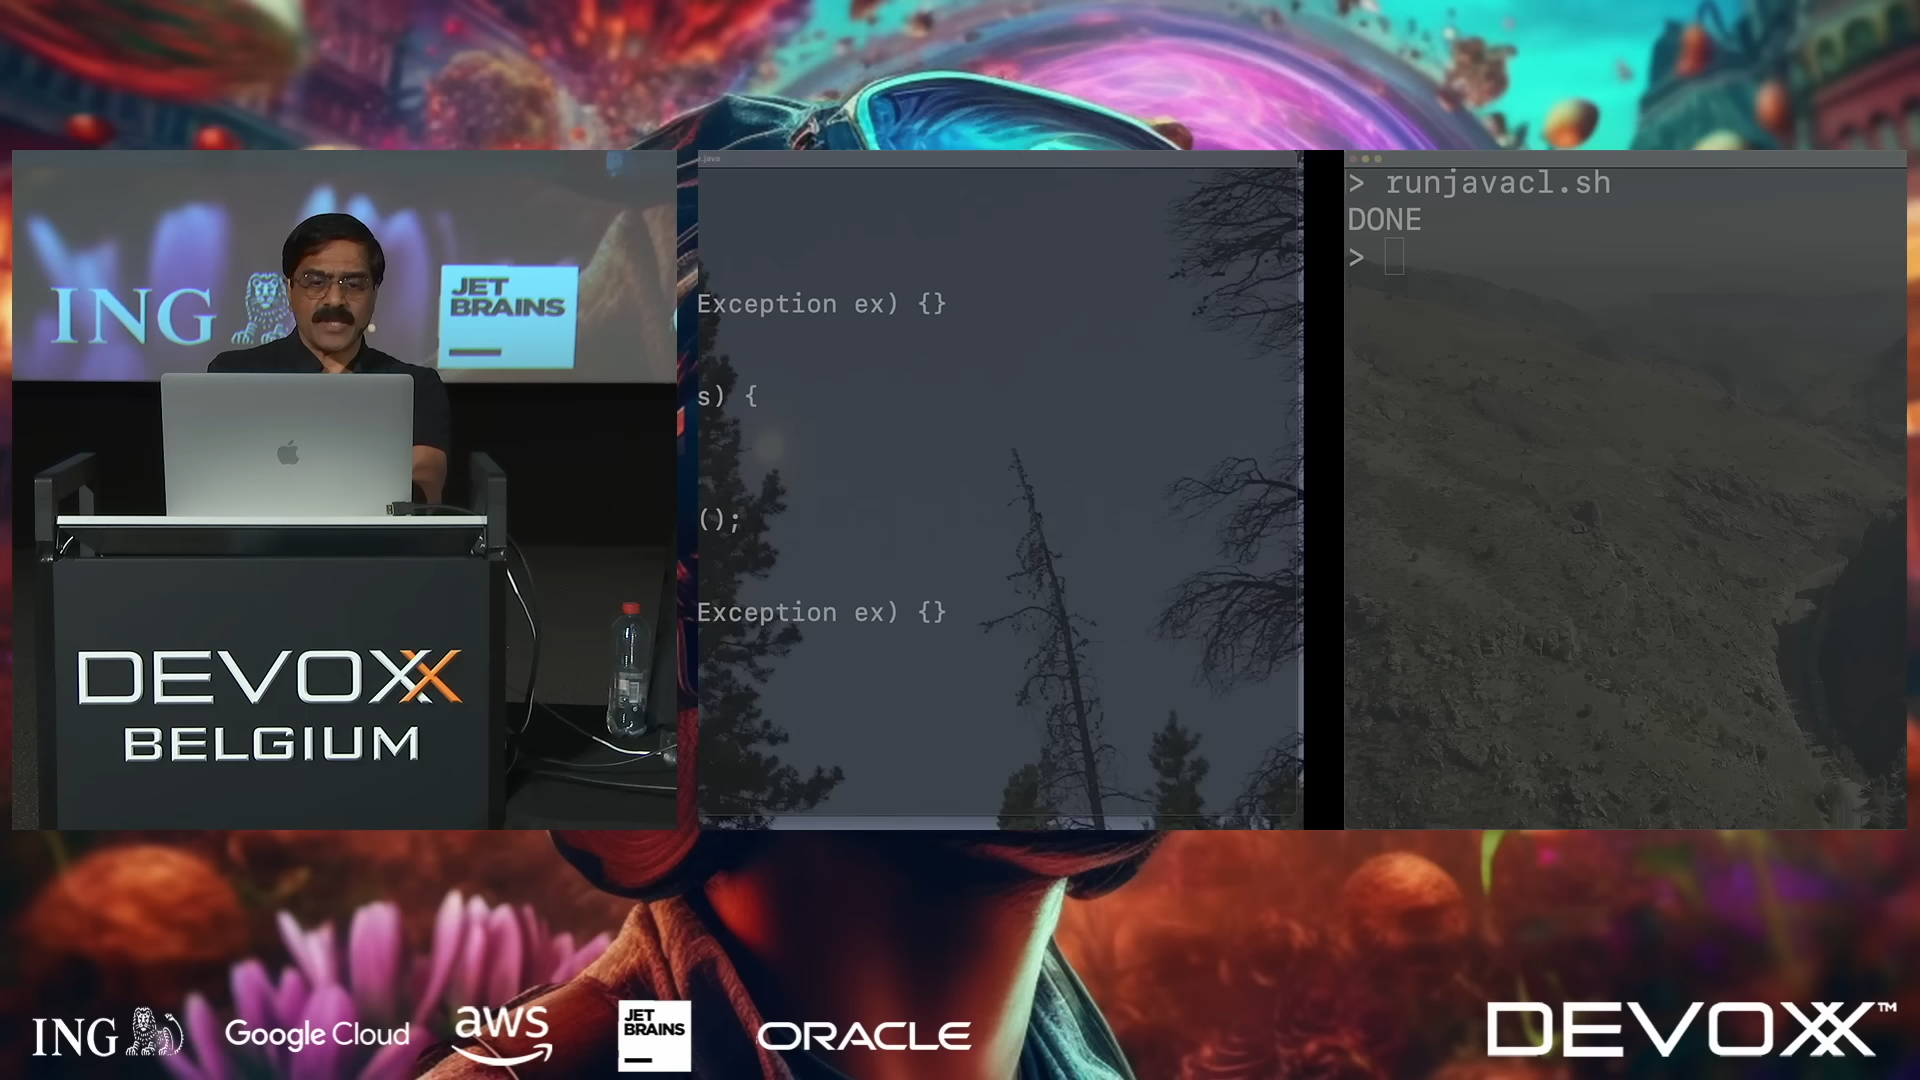 ING
JET
BRAINS
DEVOXX
BELGIUM
.java
Exception ex) {}
s) {
();
Exception ex) {}
> runjavacl.sh
DONE
>
ING
Google Cloud
aws
JET
BRAINS
ORACLE
DEVOXX™